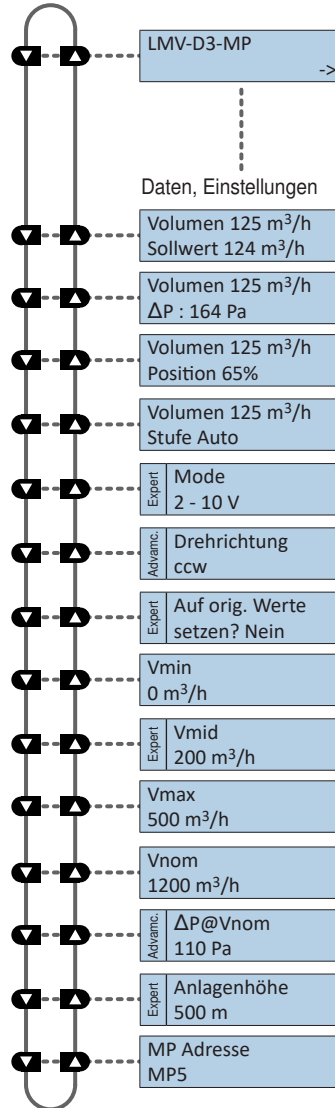 LMV-D3-MP
->
Daten, Einstellungen
Volumen 125 m³/h
Sollwert 124 m³/h
Volumen 125 m³/h
ΔP : 164 Pa
Volumen 125 m³/h
Position 65%
Volumen 125 m³/h
Stufe Auto
Expert
Mode
2 - 10 V
Advamc.
Drehrichtung
ccw
Expert
Auf orig. Werte
setzen? Nein
Vmin
0 m³/h
Expert
Vmid
200 m³/h
Vmax
500 m³/h
Vnom
1200 m³/h
Advamc.
ΔP@Vnom
110 Pa
Expert
Anlagenhöhe
500 m
MP Adresse
MP5